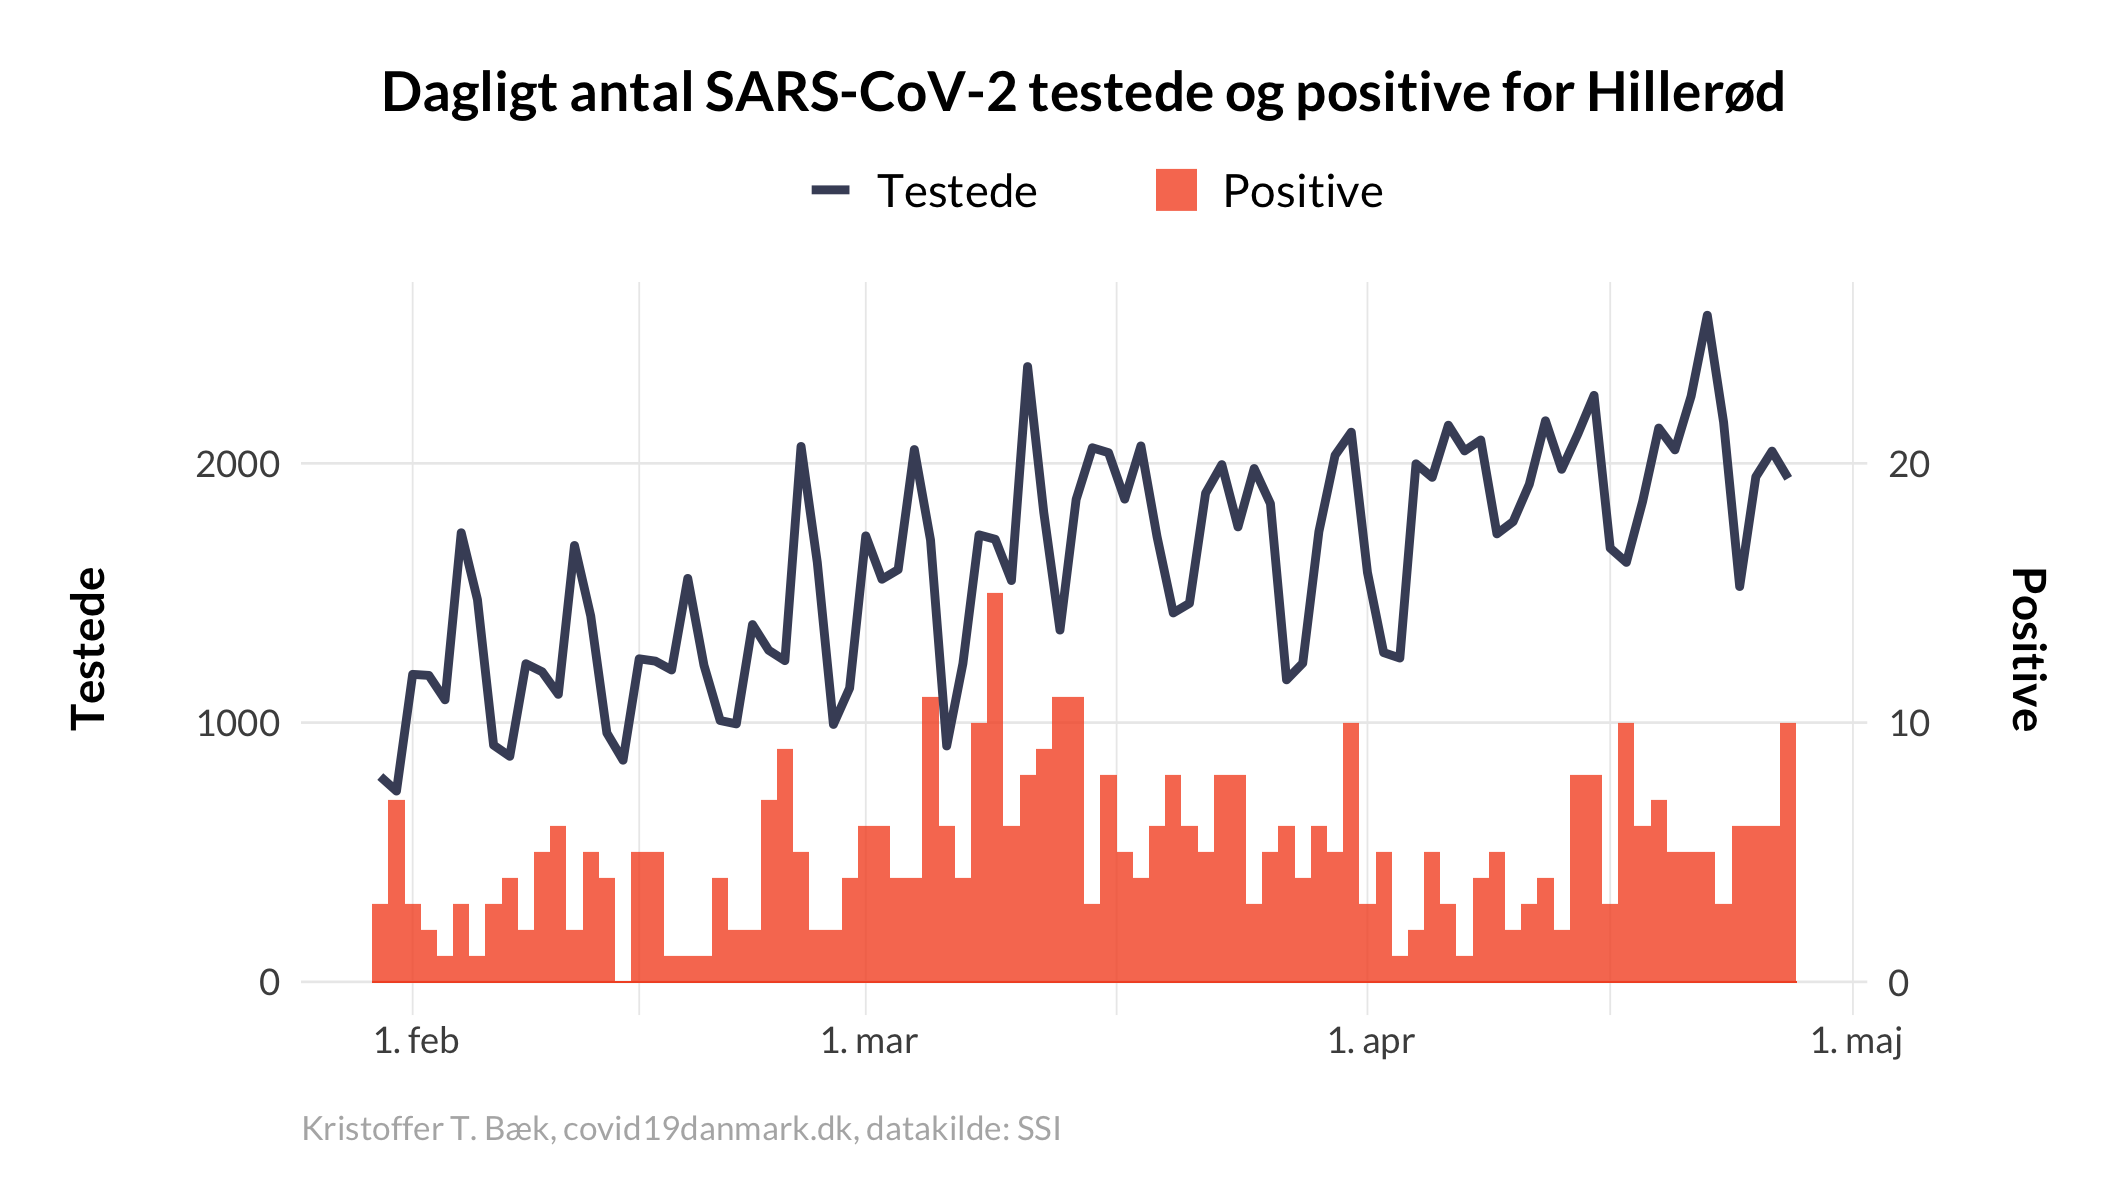 Dagligt antal SARS-CoV-2 testede og positive for Hillerød
Testede
Positive
Testede
2000
1000
0
20
10
0
Positive
1. feb
1. mar
1. apr
1. maj
Kristoffer T. Bæk, covid19danmark.dk, datakilde: SSI